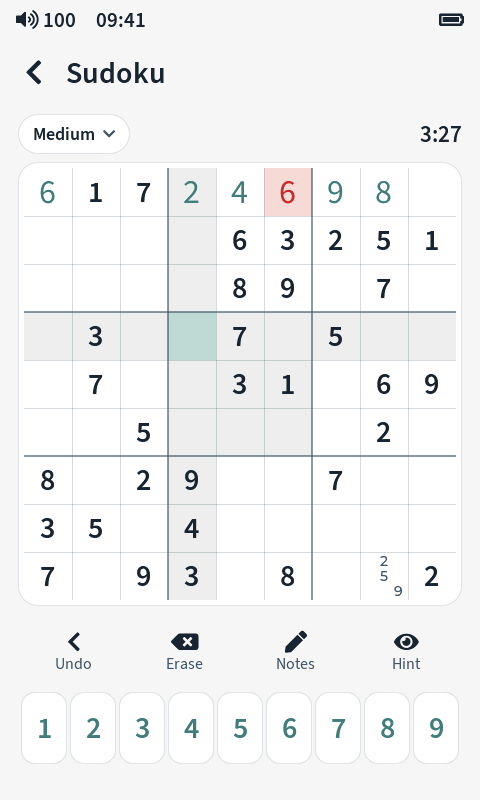 100 09:41
Sudoku
Medium 3:27
6 1 7 2 4 6 9 8
6 3 2 5 1
8 9 7
3 7 5
7 3 1 6 9
5 2
8 2 9 7
3 5 4
7 9 3 8 2 5 9 2
Undo Erase Notes Hint
1 2 3 4 5 6 7 8 9